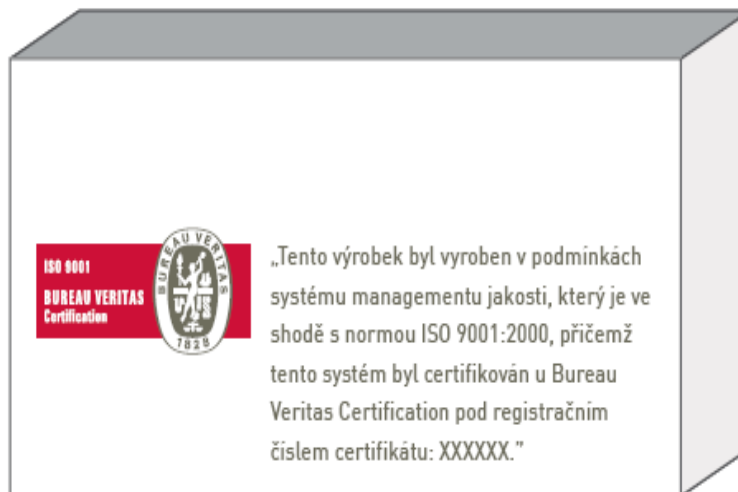 ISO 9001
BUREAU VERITAS
Certification
BUREAU VERITAS
1828
„Tento výrobek byl vyroben v podmínkách
systému managementu jakosti, který je ve
shodě s normou ISO 9001:2000, přičemž
tento systém byl certifikován u Bureau
Veritas Certification pod registračním
číslem certifikátu: XXXXXX.”